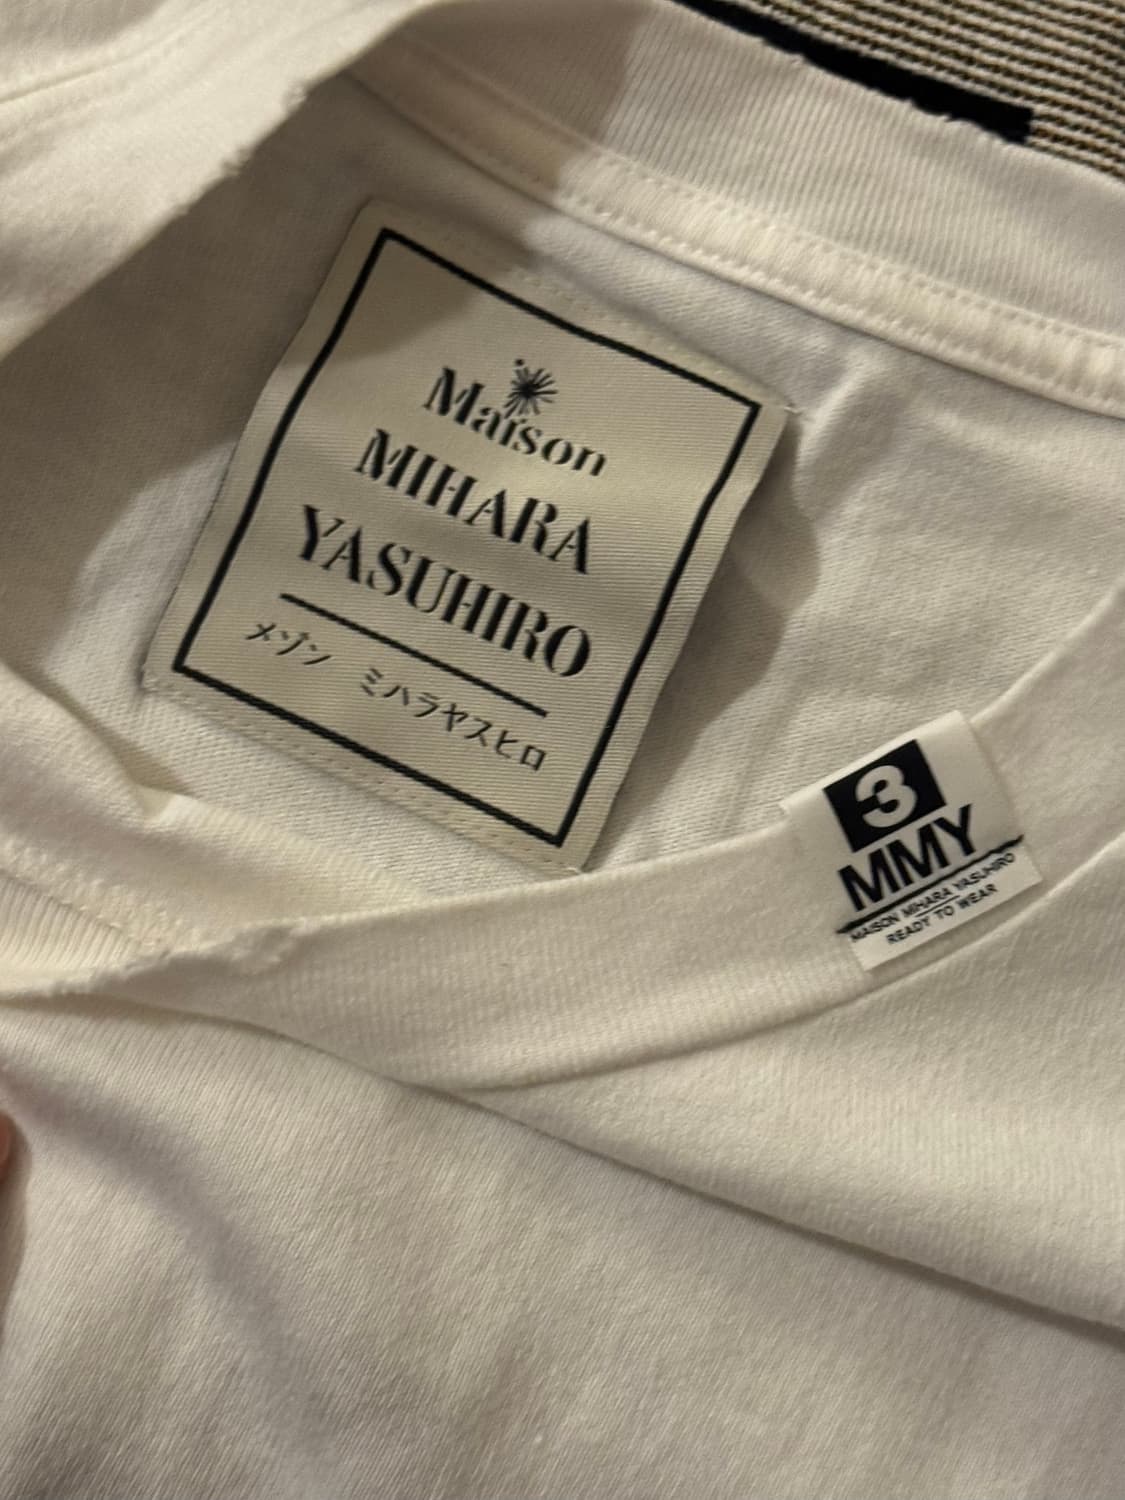 Maison
MIHARA
YASUHIRO
メゾン ミハラヤスヒロ
3
MMY
MAISON MIHARA YASUHIRO
READY TO WEAR